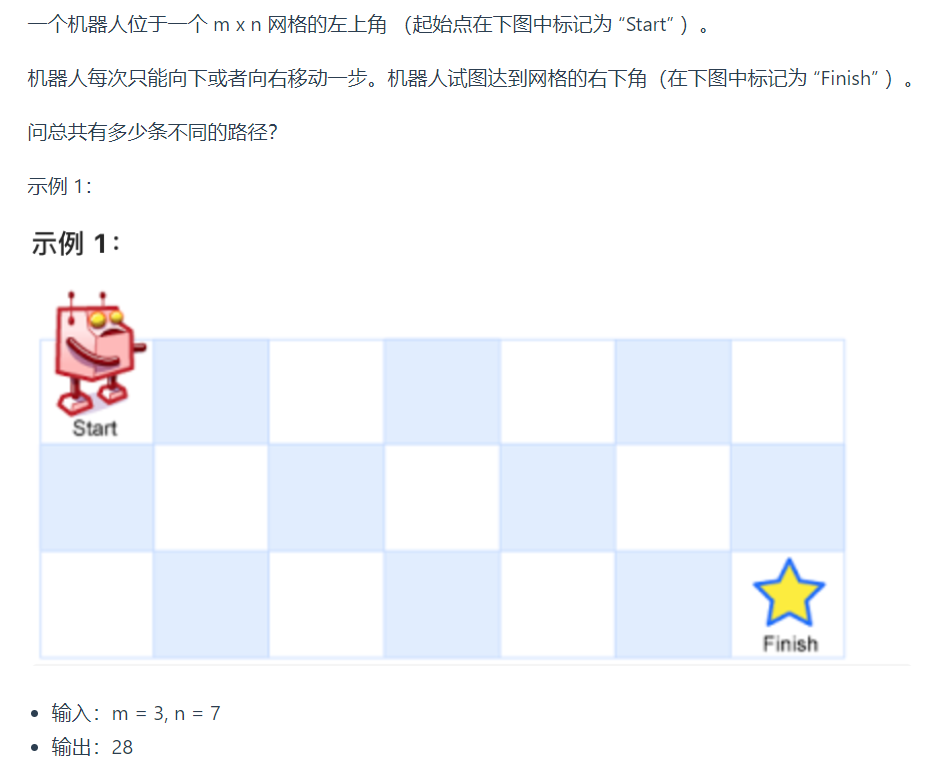 一个机器人位于一个 m x n 网格的左上角 （起始点在下图中标记为 “Start” ）。
机器人每次只能向下或者向右移动一步。机器人试图达到网格的右下角（在下图中标记为 “Finish” ）。
问总共有多少条不同的路径？
示例 1：
示例 1：
Start
Finish
• 输入：m = 3, n = 7
• 输出：28